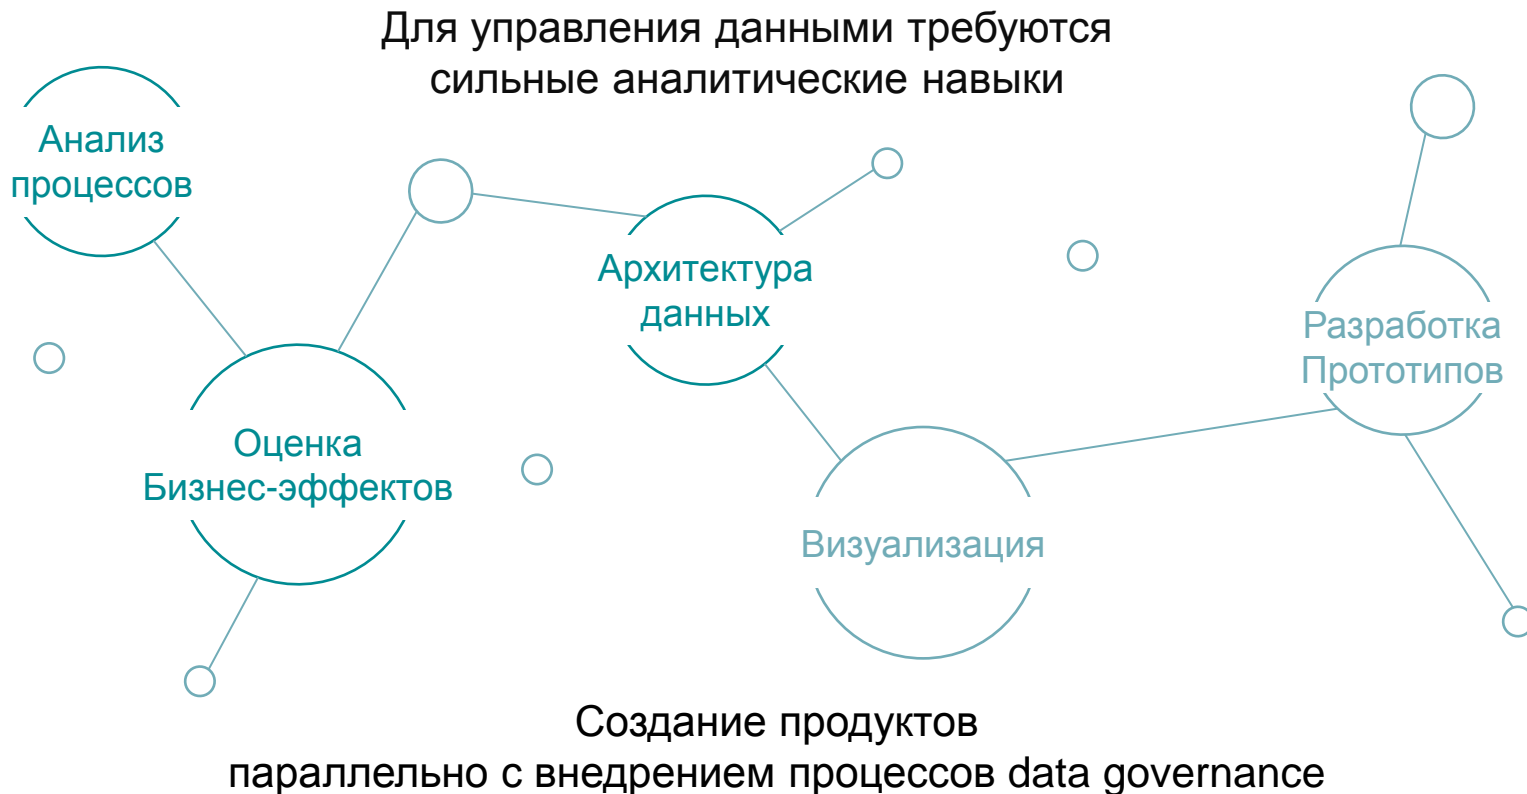 Для управления данными требуются
сильные аналитические навыки
Анализ
процессов
Архитектура
данных
Разработка
Прототипов
Оценка
Бизнес-эффектов
Визуализация
Создание продуктов
параллельно с внедрением процессов data governance